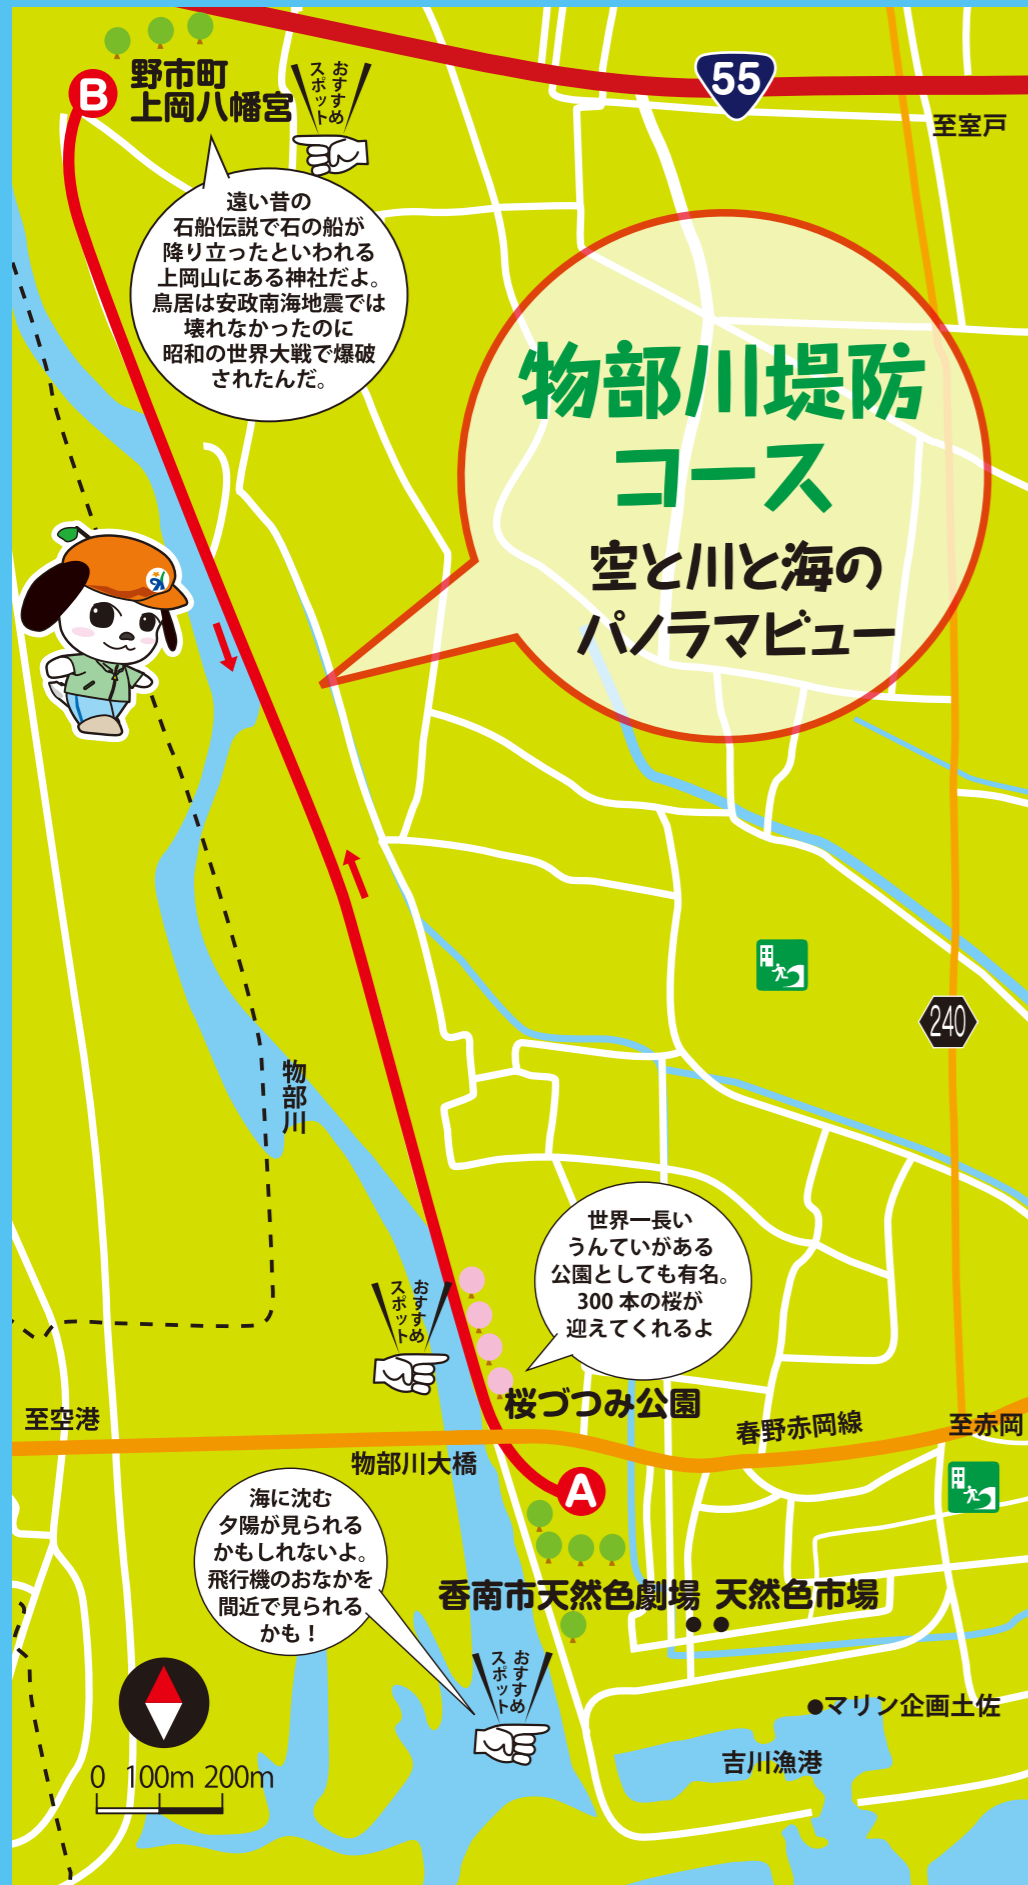 B
野市町
上岡八幡宮
おすすめ
スポット
55
至室戸
遠い昔の
石船伝説で石の船が
降り立ったといわれる
上岡山にある神社だよ。
鳥居は安政南海地震では
壊れなかったのに
昭和の世界大戦で爆破
されたんだ。
物部川堤防
コース
空と川と海の
パノラマビュー
240
物部川
世界一長い
うんていがある
公園としても有名。
300 本の桜が
迎えてくれるよ
おすすめ
スポット
桜づつみ公園
至空港
春野赤岡線
至赤岡
物部川大橋
A
海に沈む
夕陽が見られる
かもしれないよ。
飛行機のおなかを
間近で見られる
かも！
香南市天然色劇場
天然色市場
おすすめ
スポット
●マリン企画土佐
吉川漁港
0 100m 200m